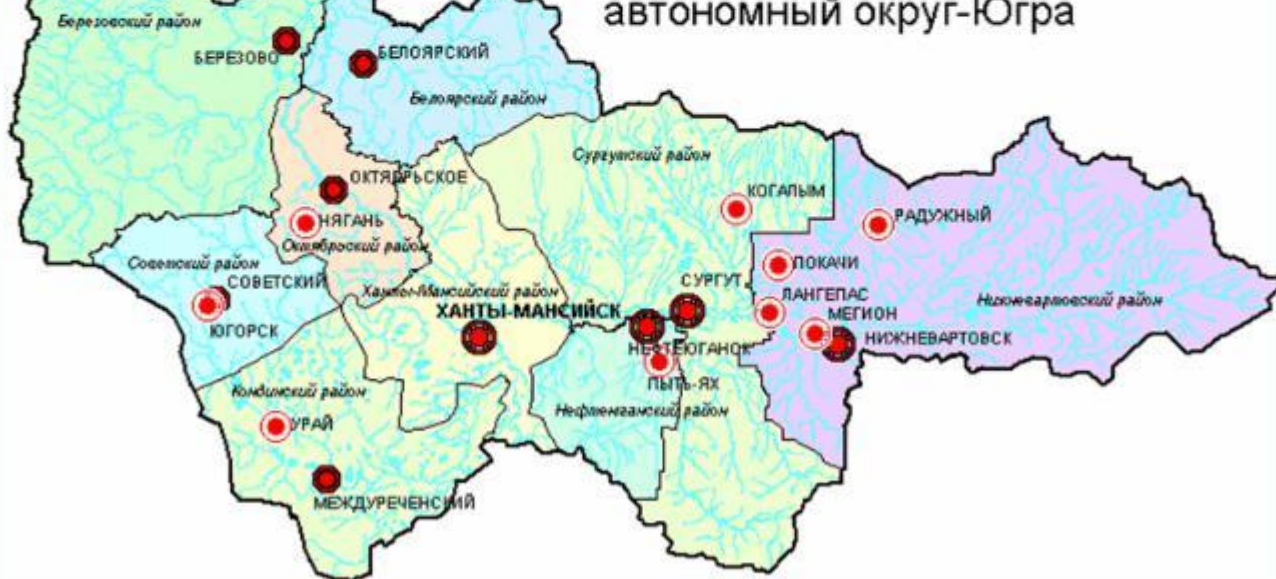 автономный округ-Югра
Березовский район
БЕРЕЗОВО
БЕЛОЯРСКИЙ
Белоярский район
Сургутский район
ОКТЯБРЬСКОЕ
КОГАЛЫМ
НЯГАНЬ
РАДУЖНЫЙ
Октябрьский район
Советский район
ПОКАЧИ
СОВЕТСКИЙ
СУРГУТ
Ханты-Мансийский район
ЛАНГЕПАС
Нижневартовский район
ХАНТЫ-МАНСИЙСК
МЕГИОН
ЮГОРСК
НИЖНЕВАРТОВСК
НЕФТЕЮГАНСК
ПЫТЬ-ЯХ
Кондинский район
Нефтеюганский район
УРАЙ
МЕЖДУРЕЧЕНСКИЙ